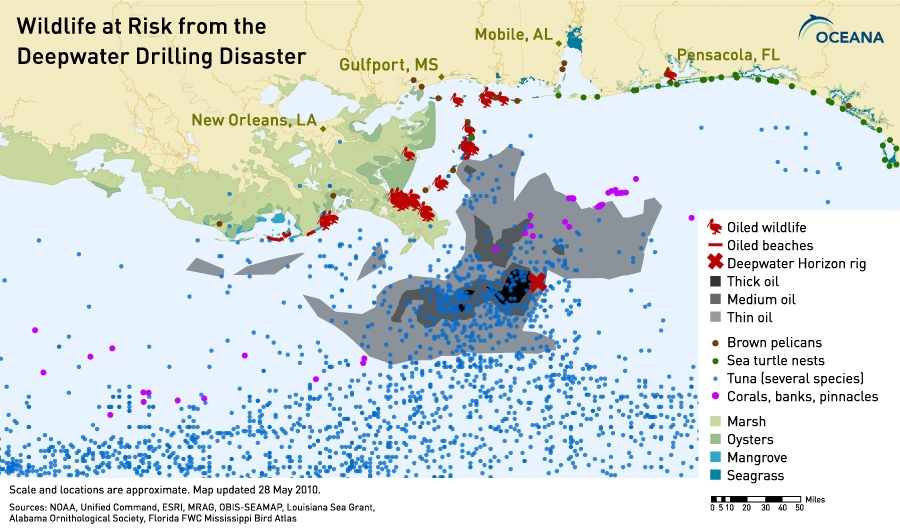 Wildlife at Risk from the
Deepwater Drilling Disaster
OCEANA
Mobile, AL
Pensacola, FL
Gulfport, MS
New Orleans, LA
Oiled wildlife
Oiled beaches
Deepwater Horizon rig
Thick oil
Medium oil
Thin oil
Brown pelicans
Sea turtle nests
Tuna (several species)
Corals, banks, pinnacles
Marsh
Oysters
Mangrove
Seagrass
Miles
0 5 10 20 30 40 50
Scale and locations are approximate. Map updated 28 May 2010.
Sources: NOAA, Unified Command, ESRI, MRAG, OBIS-SEAMAP, Louisiana Sea Grant,
Alabama Ornithological Society, Florida FWC Mississippi Bird Atlas